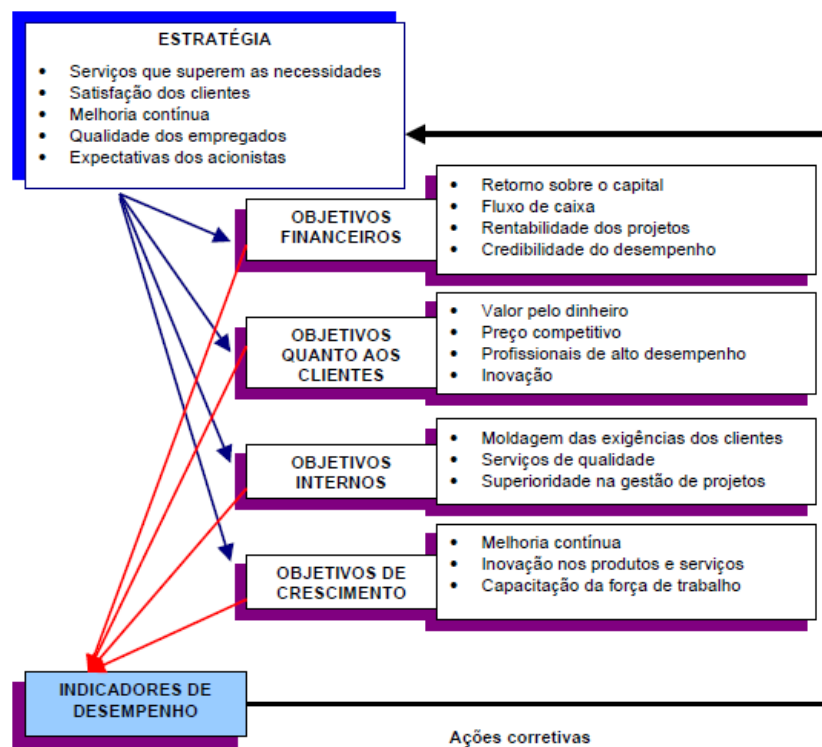 ESTRATÉGIA
• Serviços que superem as necessidades
• Satisfação dos clientes
• Melhoria contínua
• Qualidade dos empregados
• Expectativas dos acionistas
OBJETIVOS
FINANCEIROS
• Retorno sobre o capital
• Fluxo de caixa
• Rentabilidade dos projetos
• Credibilidade do desempenho
OBJETIVOS
QUANTO AOS
CLIENTES
• Valor pelo dinheiro
• Preço competitivo
• Profissionais de alto desempenho
• Inovação
OBJETIVOS
INTERNOS
• Moldagem das exigências dos clientes
• Serviços de qualidade
• Superioridade na gestão de projetos
OBJETIVOS DE
CRESCIMENTO
• Melhoria contínua
• Inovação nos produtos e serviços
• Capacitação da força de trabalho
INDICADORES DE
DESEMPENHO
Ações corretivas